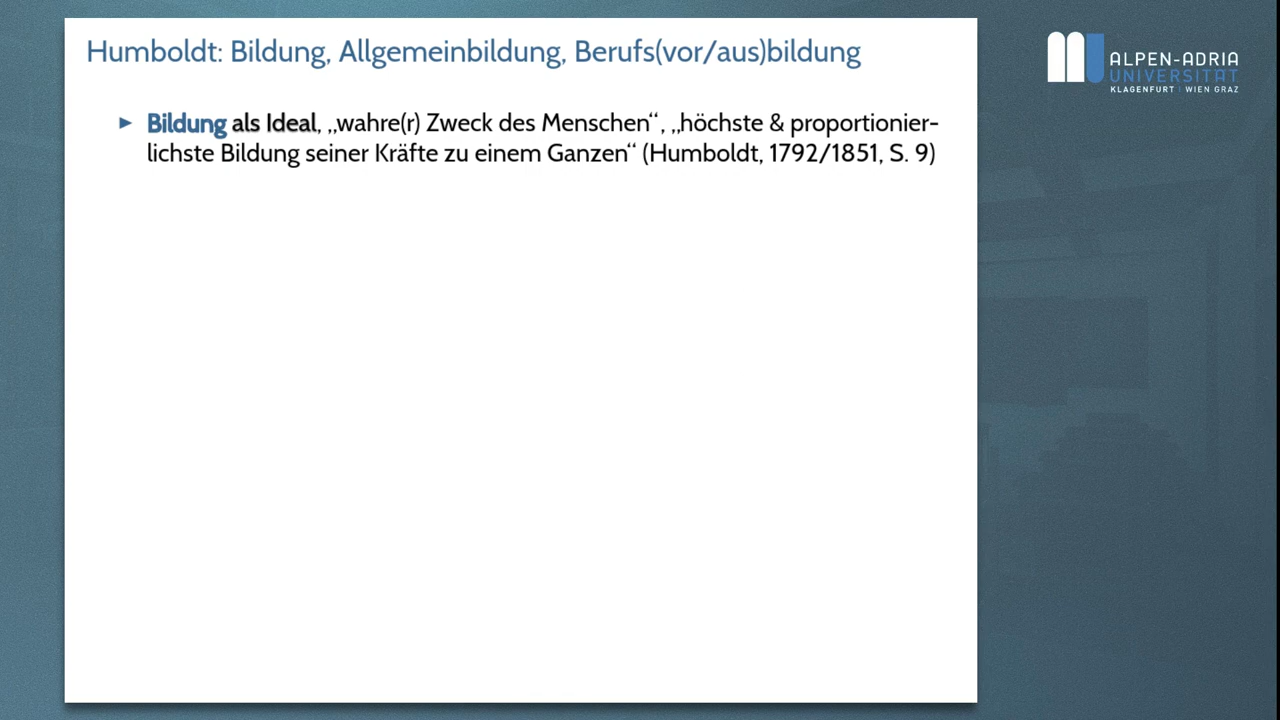 Humboldt: Bildung, Allgemeinbildung, Berufs(vor/aus)bildung
► Bildung als Ideal, „wahre(r) Zweck des Menschen“, „höchste & proportionier-
lichste Bildung seiner Kräfte zu einem Ganzen“ (Humboldt, 1792/1851, S. 9)
ALPEN-ADRIA
UNIVERSITÄT
KLAGENFURT | WIEN GRAZ